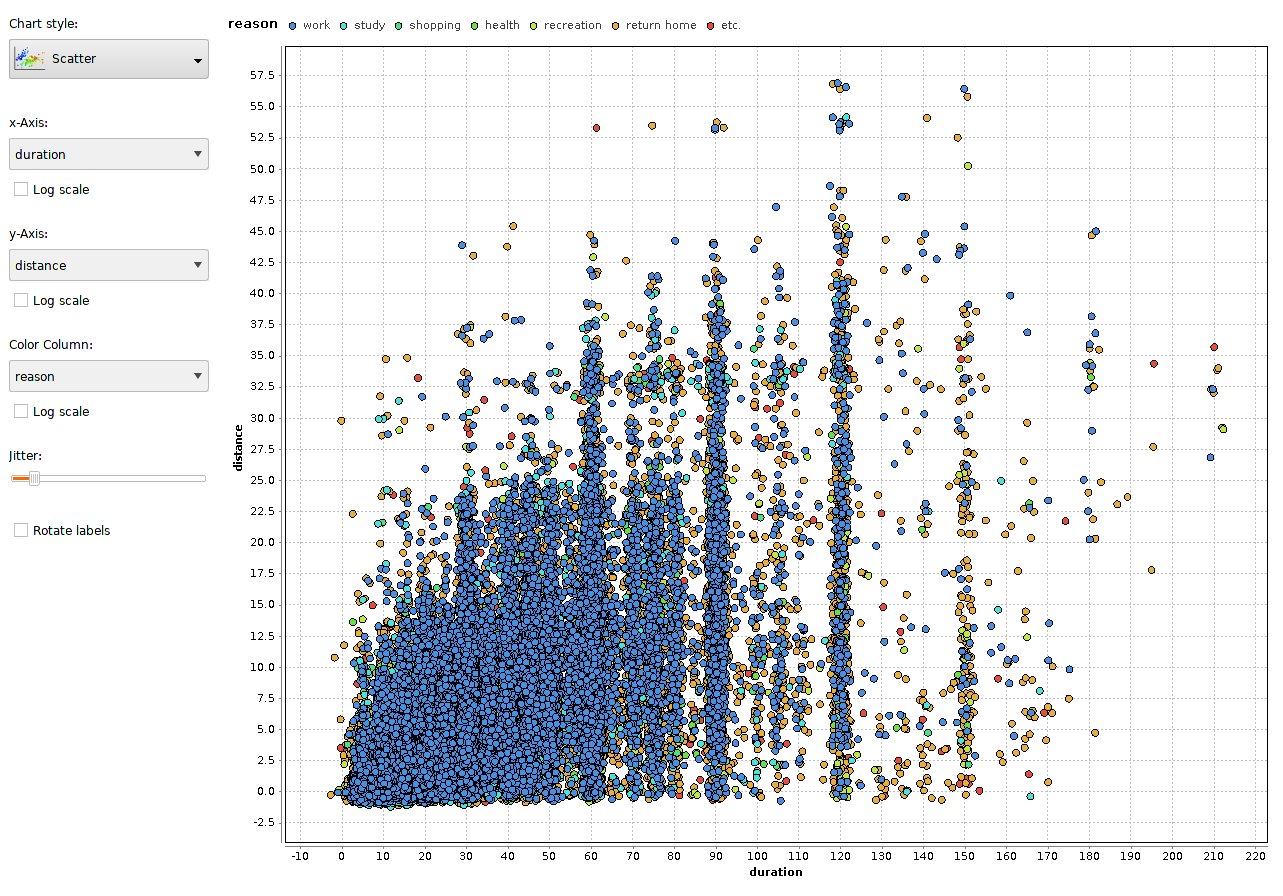 Chart style:
Scatter
x-Axis:
duration
Log scale
y-Axis:
distance
Log scale
Color Column:
reason
Log scale
Jitter:
Rotate labels
reason work study shopping health recreation return home etc.
57.5
55.0
52.5
50.0
47.5
45.0
42.5
40.0
37.5
35.0
32.5
30.0
27.5
25.0
22.5
20.0
17.5
15.0
12.5
10.0
7.5
5.0
2.5
0.0
-2.5
distance
-10 0 10 20 30 40 50 60 70 80 90 100 110 120 130 140 150 160 170 180 190 200 210 220
duration